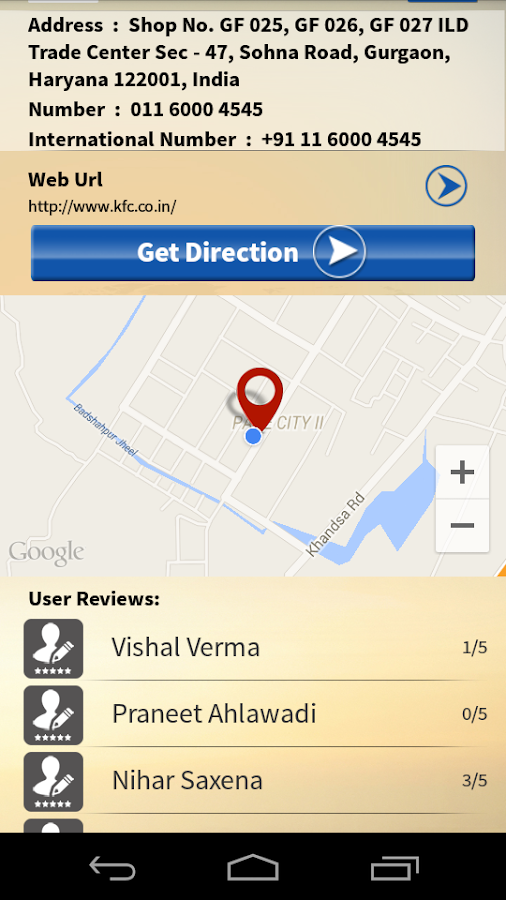 Address : Shop No. GF 025, GF 026, GF 027 ILD
Trade Center Sec - 47, Sohna Road, Gurgaon,
Haryana 122001, India
Number : 011 6000 4545
International Number : +91 11 6000 4545
Web Url
http://www.kfc.co.in/
Get Direction
Badshahpur Jheel
CITY II
Khandsa Rd
+
−
Google
User Reviews:
Vishal Verma 1/5
Praneet Ahlawadi 0/5
Nihar Saxena 3/5